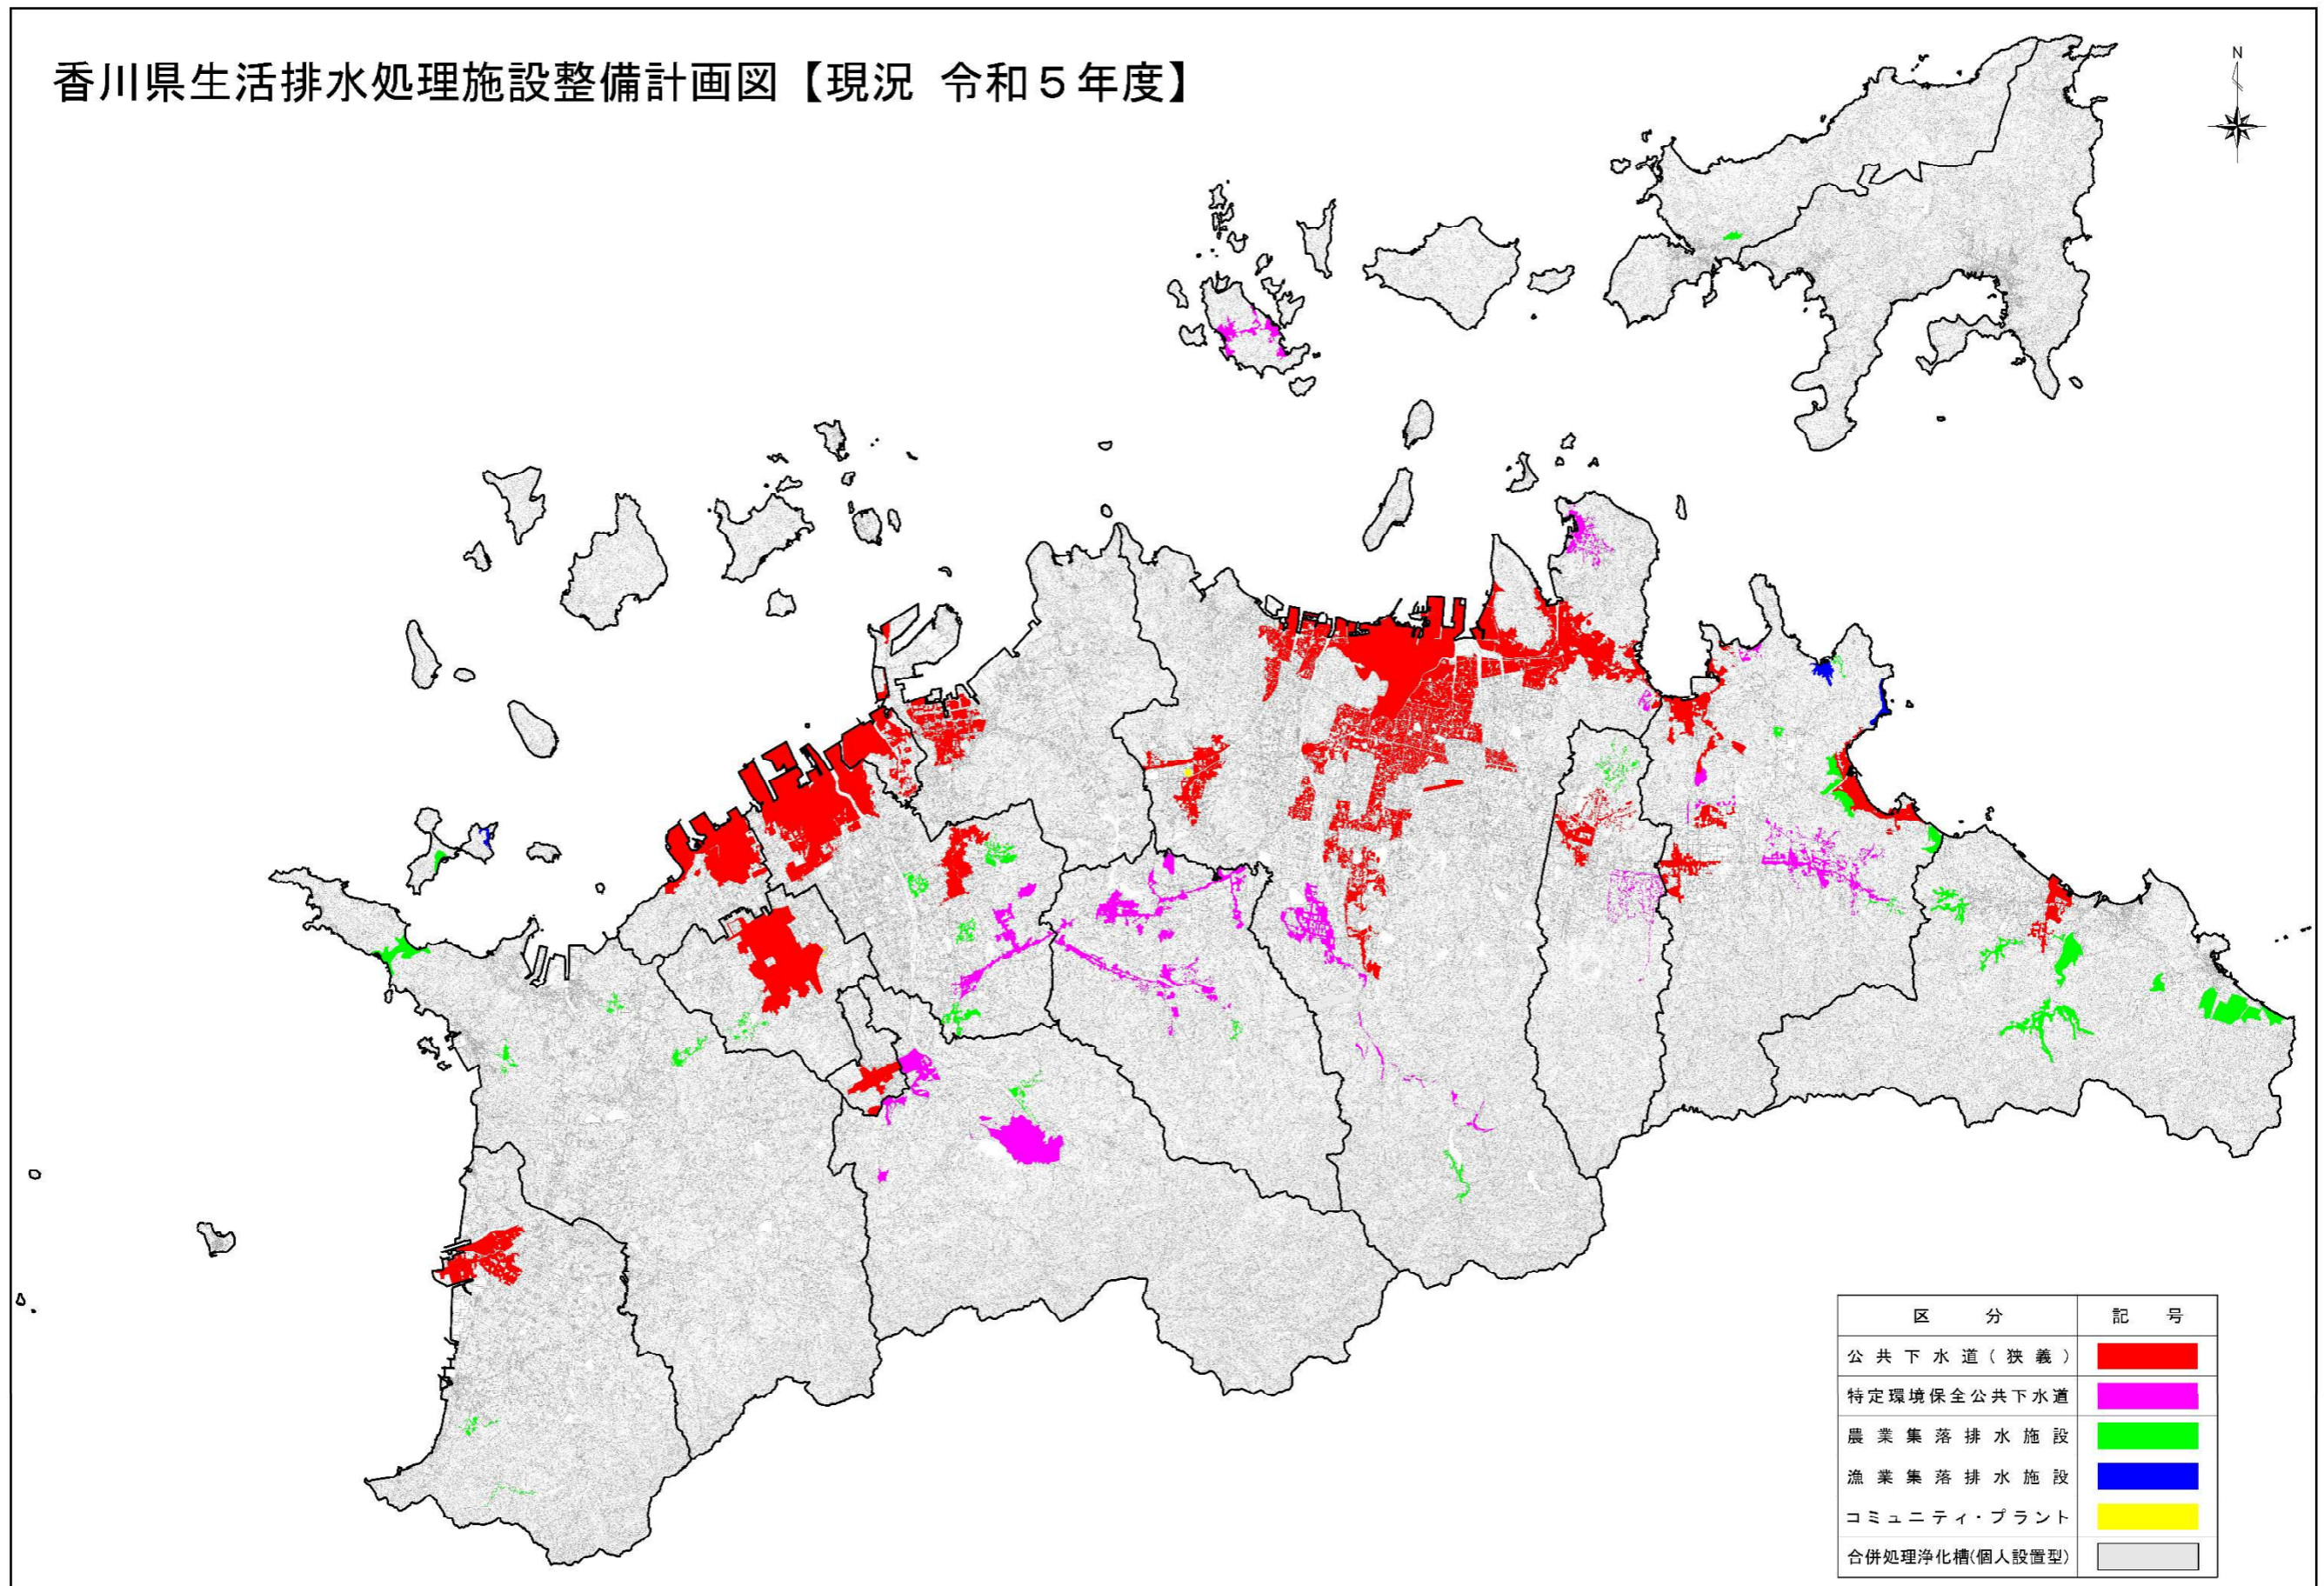 香川県生活排水処理施設整備計画図【現況 令和５年度】
N
区 分 記 号
公共下水道(狭義)
特定環境保全公共下水道
農業集落排水施設
漁業集落排水施設
コミュニティ・プラント
合併処理浄化槽(個人設置型)